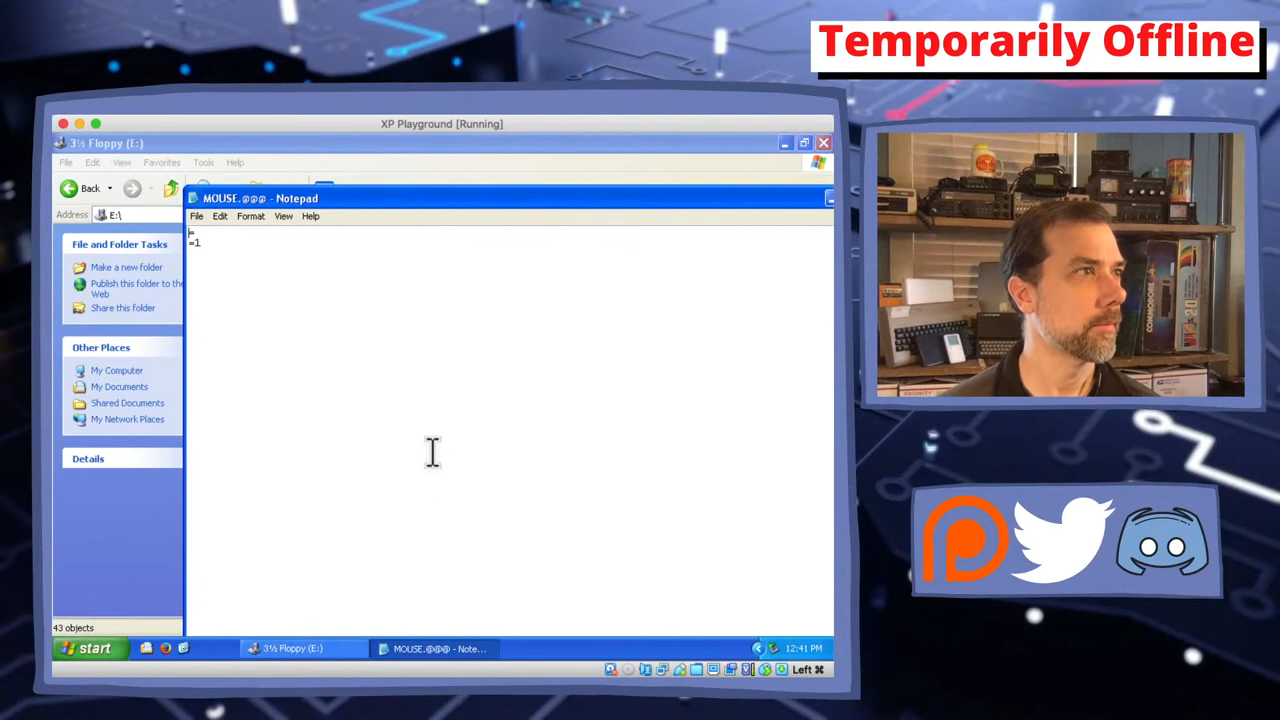 Temporarily Offline
XP Playground [Running]
3½ Floppy (E:)
File Edit View Favorites Tools Help
Back
Address E:\
MOUSE.@@@ - Notepad
File Edit Format View Help
=
=1
File and Folder Tasks
Make a new folder
Publish this folder to the
Web
Share this folder
Other Places
My Computer
My Documents
Shared Documents
My Network Places
Details
43 objects
start
3½ Floppy (E:)
MOUSE.@@@ - Note...
12:41 PM
Left ⌘
COMMODORE
PRIORITY